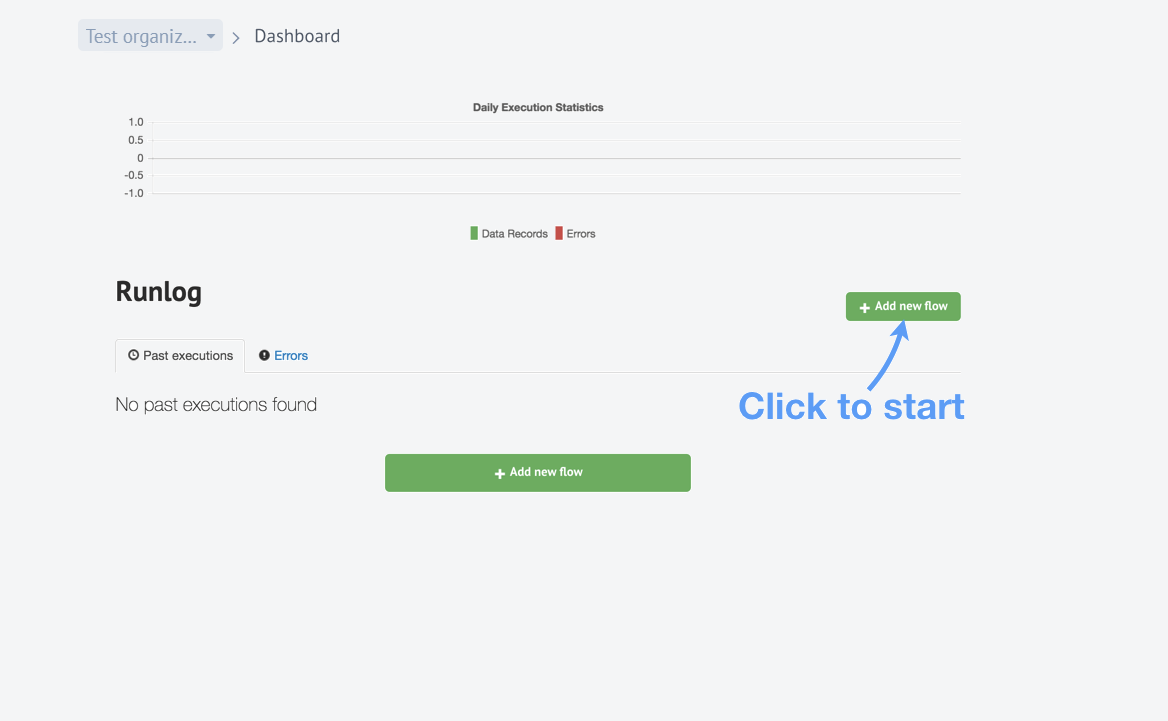 Test organiz...
Dashboard
Daily Execution Statistics
1.0
0.5
0
-0.5
-1.0
Data Records Errors
Runlog
Add new flow
Past executions Errors
No past executions found
Click to start
Add new flow